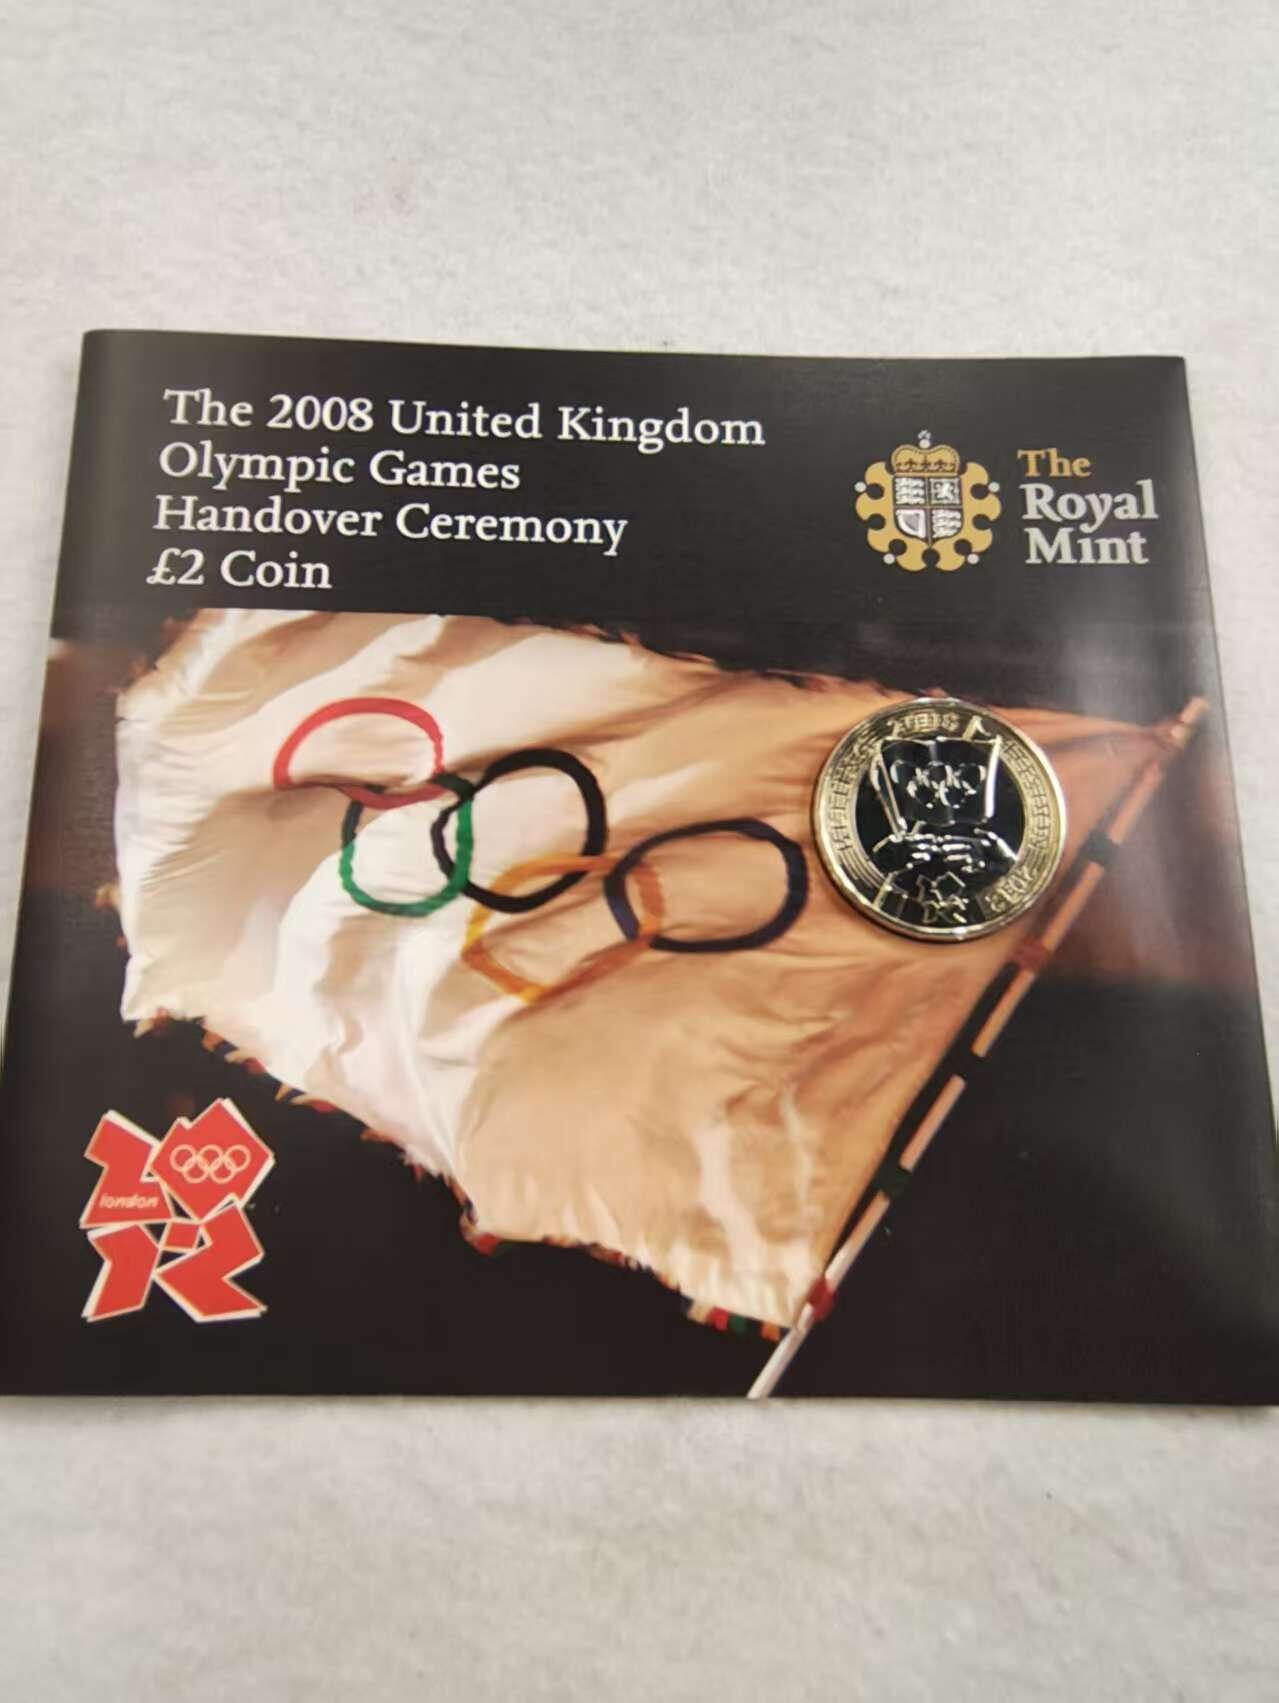 The 2008 United Kingdom
Olympic Games
Handover Ceremony
£2 Coin
The
Royal
Mint
london